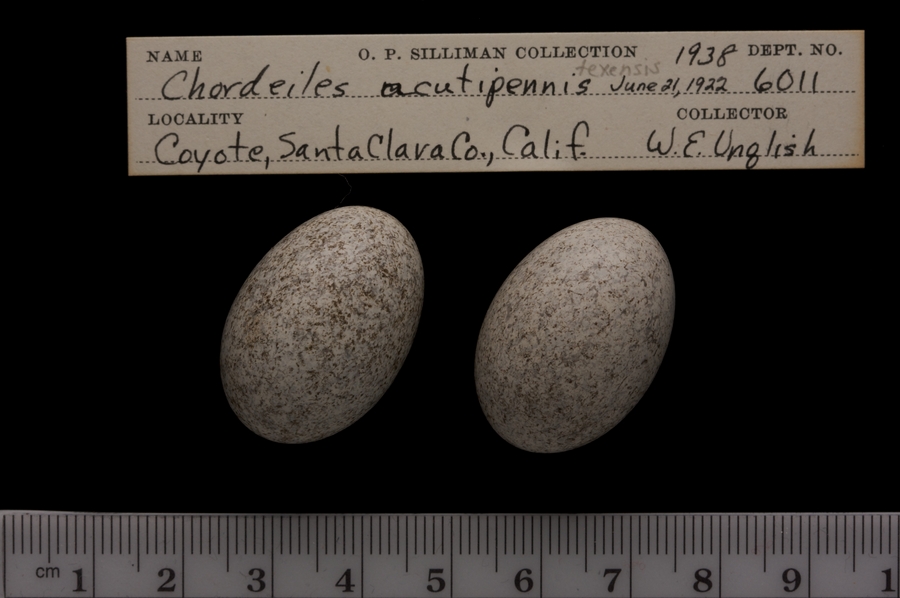 NAME O. P. SILLIMAN COLLECTION 1938 DEPT. NO.
texensis
Chordeiles acutipennis June 21, 1922 6011
LOCALITY COLLECTOR
Coyote, Santa Clara Co., Calif. W. E. Unglish
cm 1 2 3 4 5 6 7 8 9 1